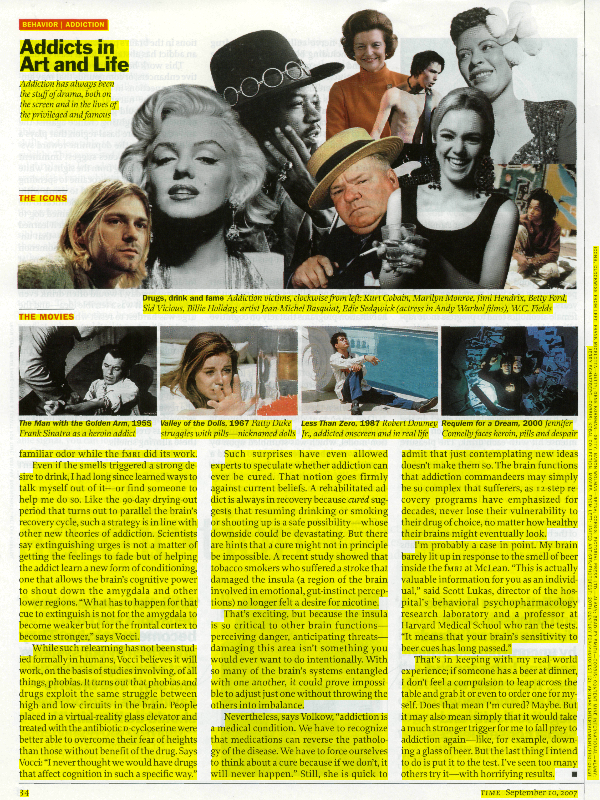 BEHAVIOR | ADDICTION
Addicts in
Art and Life
Addiction has always been
the stuff of drama, both on
the screen and in the lives of
the privileged and famous
THE ICONS
Drugs, drink and fame Addiction victims, clockwise from left: Kurt Cobain, Marilyn Monroe, Jimi Hendrix, Betty Ford,
Sid Vicious, Billie Holiday, artist Jean-Michel Basquiat, Edie Sedgwick (actress in Andy Warhol films), W.C. Fields
THE MOVIES
The Man with the Golden Arm, 1955
Frank Sinatra as a heroin addict
Valley of the Dolls, 1967 Patty Duke
struggles with pills—nicknamed dolls
Less Than Zero, 1987 Robert Downey
Jr., addicted onscreen and in real life
Requiem for a Dream, 2000 Jennifer
Connelly faces heroin, pills and despair
familiar odor while the fMRI did its work.
Even if the smells triggered a strong de-
sire to drink, I had long since learned ways to
talk myself out of it—or find someone to
help me do so. Like the 90-day drying-out
period that turns out to parallel the brain's
recovery cycle, such a strategy is in line with
other new theories of addiction. Scientists
say extinguishing urges is not a matter of
getting the feelings to fade but of helping
the addict learn a new form of conditioning,
one that allows the brain's cognitive power
to shout down the amygdala and other
lower regions. "What has to happen for that
cue to extinguish is not for the amygdala to
become weaker but for the frontal cortex to
become stronger," says Vocci.
While such relearning has not been stud-
ied formally in humans, Vocci believes it will
work, on the basis of studies involving, of all
things, phobias. It turns out that phobias and
drugs exploit the same struggle between
high and low circuits in the brain. People
placed in a virtual-reality glass elevator and
treated with the antibiotic D-cycloserine were
better able to overcome their fear of heights
than those without benefit of the drug. Says
Vocci: "I never thought we would have drugs
that affect cognition in such a specific way."
Such surprises have even allowed
experts to speculate whether addiction can
ever be cured. That notion goes firmly
against current beliefs. A rehabilitated ad-
dict is always in recovery because cured sug-
gests that resuming drinking or smoking
or shooting up is a safe possibility—whose
downside could be devastating. But there
are hints that a cure might not in principle
be impossible. A recent study showed that
tobacco smokers who suffered a stroke that
damaged the insula (a region of the brain
involved in emotional, gut-instinct percep-
tions) no longer felt a desire for nicotine.
That's exciting, but because the insula
is so critical to other brain functions—
perceiving danger, anticipating threats—
damaging this area isn't something you
would ever want to do intentionally. With
so many of the brain's systems entangled
with one another, it could prove impossi-
ble to adjust just one without throwing the
others into imbalance.
Nevertheless, says Volkow, "addiction is
a medical condition. We have to recognize
that medications can reverse the pathol-
ogy of the disease. We have to force ourselves
to think about a cure because if we don't, it
will never happen." Still, she is quick to
admit that just contemplating new ideas
doesn't make them so. The brain functions
that addiction commandeers may simply
be so complex that sufferers, as 12-step re-
covery programs have emphasized for
decades, never lose their vulnerability to
their drug of choice, no matter how healthy
their brains might eventually look.
I'm probably a case in point. My brain
barely lit up in response to the smell of beer
inside the fMRI at McLean. "This is actually
valuable information for you as an individ-
ual," said Scott Lukas, director of the hos-
pital's behavioral psychopharmacology
research laboratory and a professor at
Harvard Medical School who ran the tests.
"It means that your brain's sensitivity to
beer cues has long passed."
That's in keeping with my real world
experience; if someone has a beer at dinner,
I don't feel a compulsion to leap across the
table and grab it or even to order one for my-
self. Does that mean I'm cured? Maybe. But
it may also mean simply that it would take
a much stronger trigger for me to fall prey to
addiction again—like, for example, down-
ing a glass of beer. But the last thing I intend
to do is put it to the test. I've seen too many
others try it—with horrifying results.
34
TIME September 10, 2007